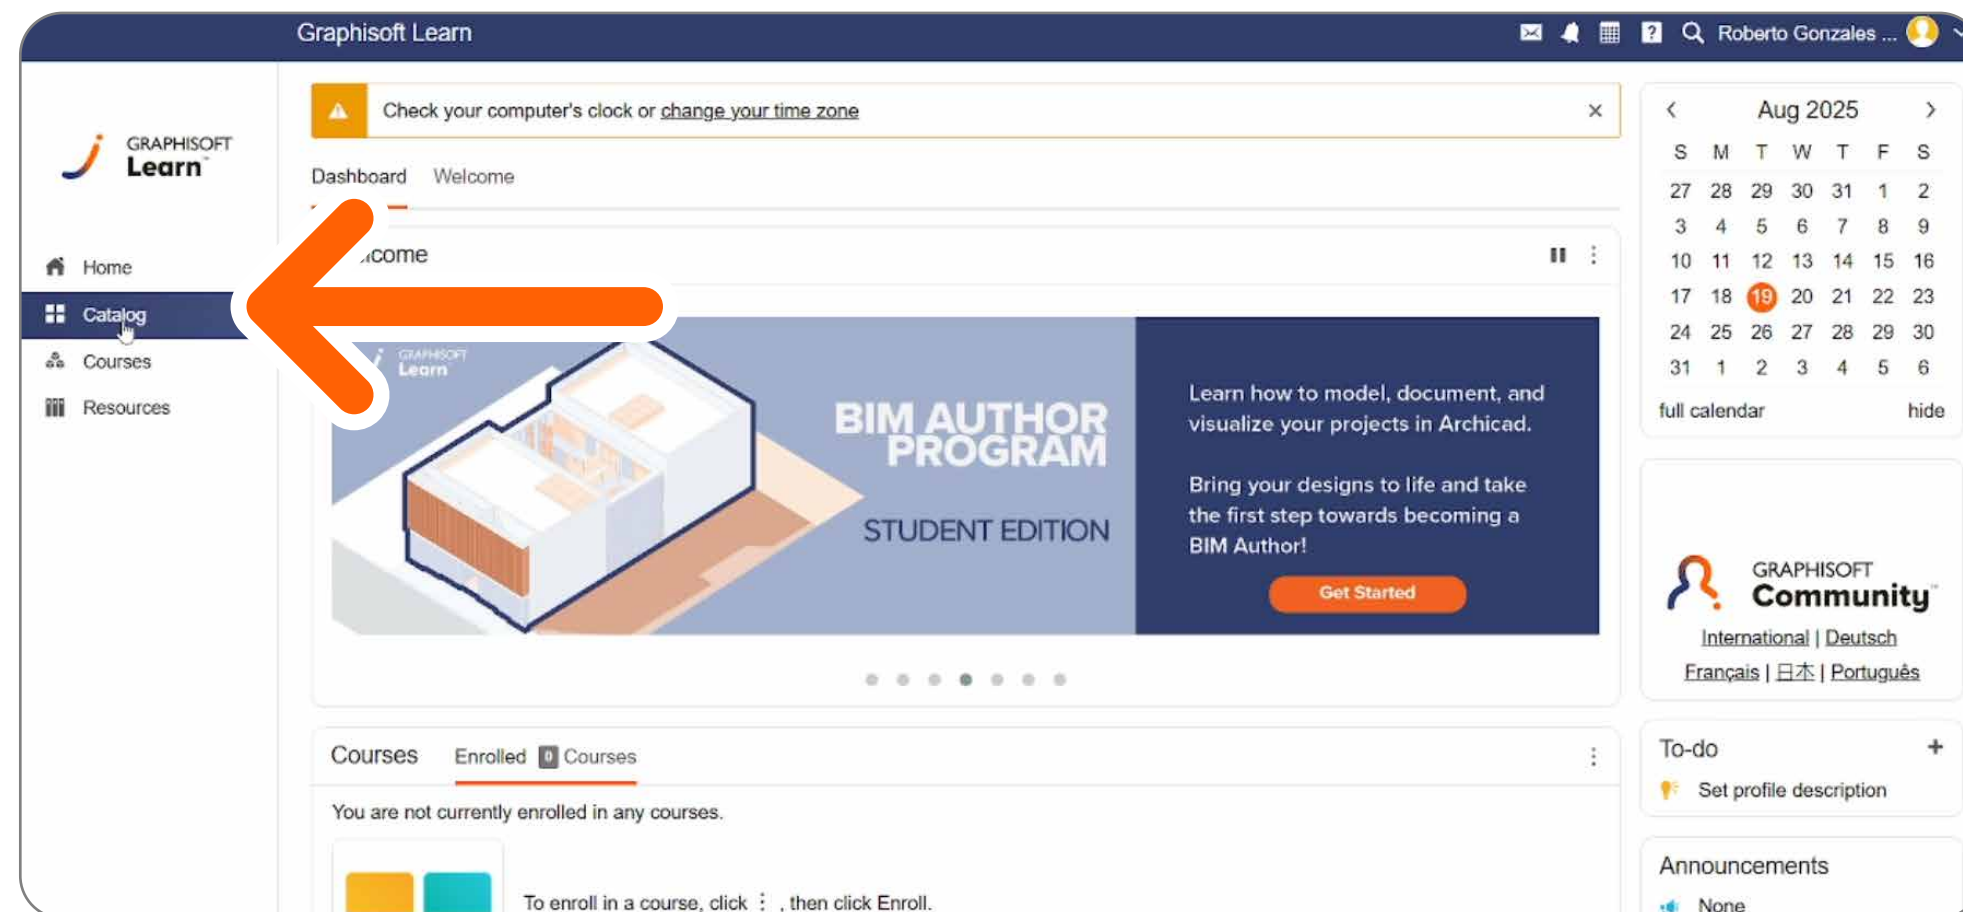 Graphisoft Learn
Roberto Gonzales ...
GRAPHISOFT
Learn™
Home
Catalog
Courses
Resources
Check your computer's clock or change your time zone
Dashboard Welcome
come
GRAPHISOFT
Learn
BIM AUTHOR
PROGRAM
STUDENT EDITION
Learn how to model, document, and
visualize your projects in Archicad.
Bring your designs to life and take
the first step towards becoming a
BIM Author!
Get Started
Courses Enrolled 0 Courses
You are not currently enrolled in any courses.
To enroll in a course, click ⋮ , then click Enroll.
Aug 2025
S M T W T F S
27 28 29 30 31 1 2
3 4 5 6 7 8 9
10 11 12 13 14 15 16
17 18 19 20 21 22 23
24 25 26 27 28 29 30
31 1 2 3 4 5 6
full calendar hide
GRAPHISOFT
Community™
International | Deutsch
Français | 日本 | Português
To-do +
Set profile description
Announcements
None